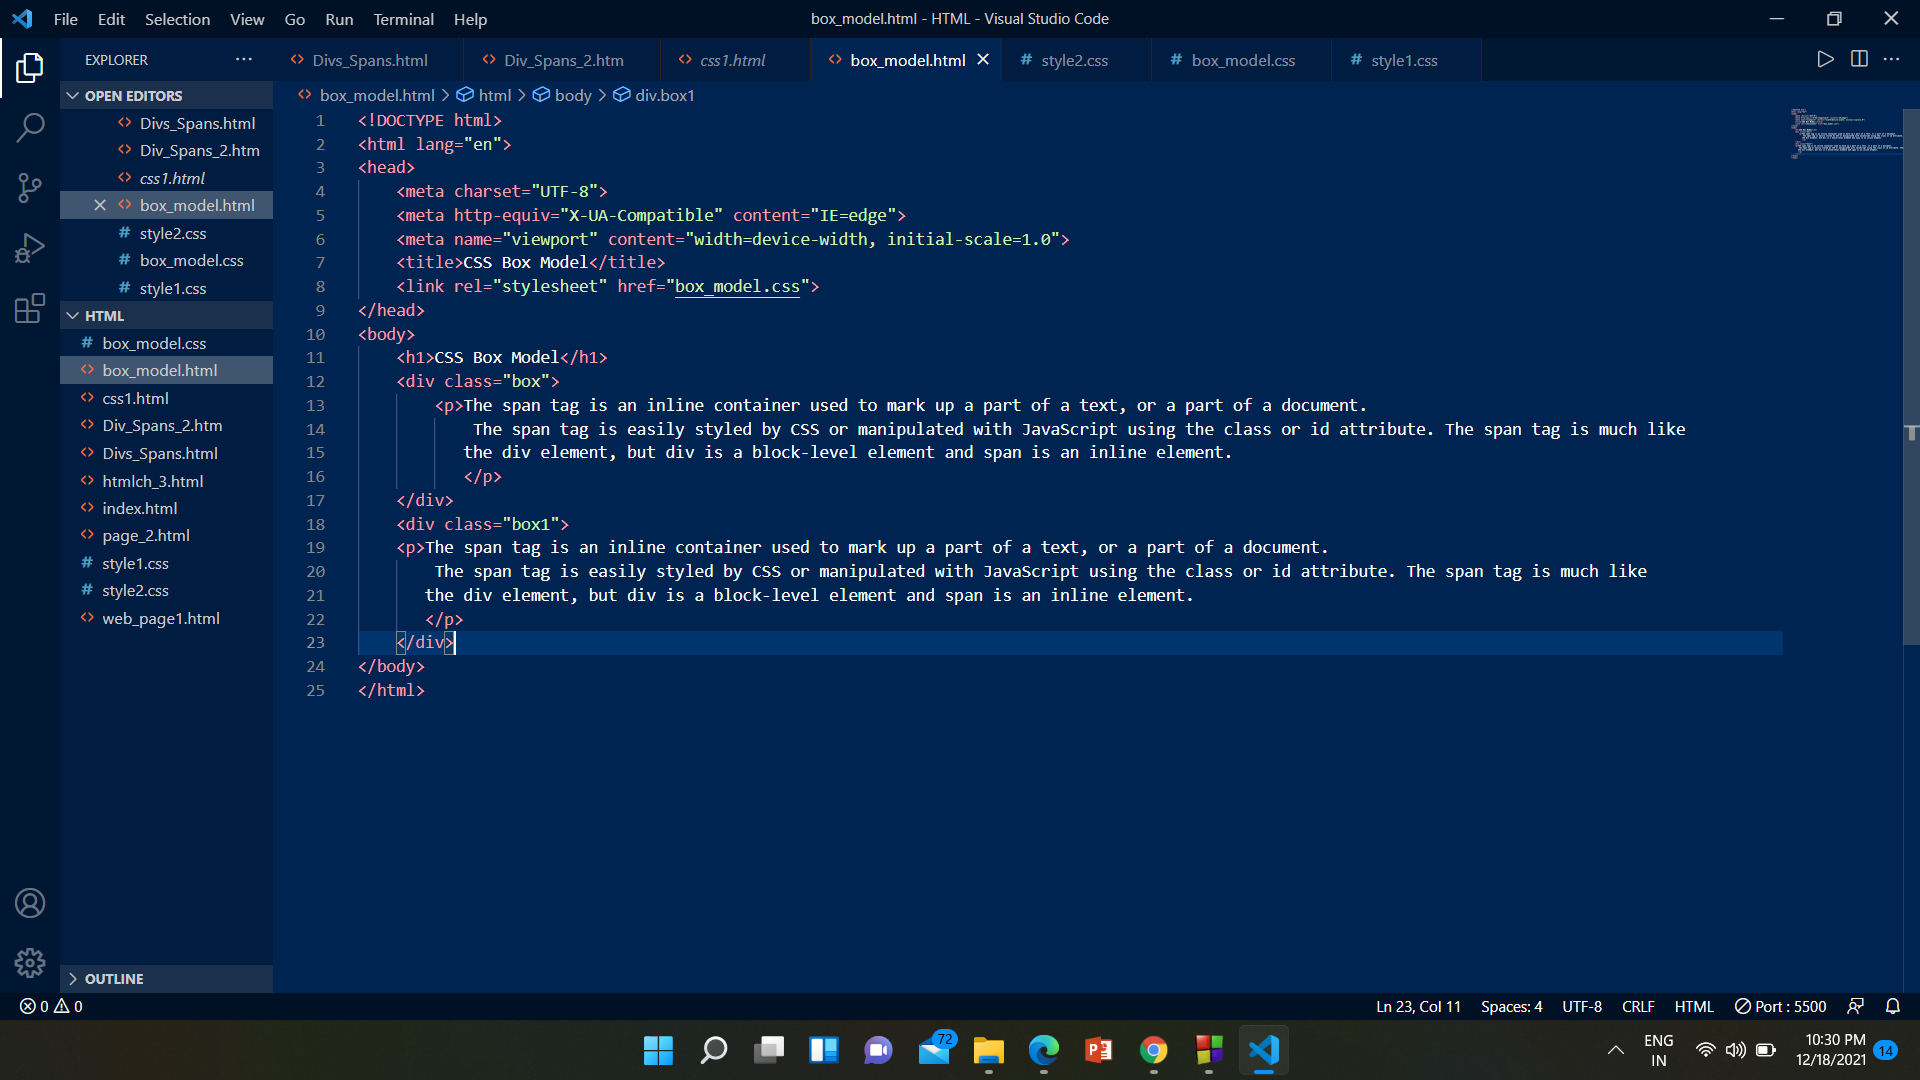 File Edit Selection View Go Run Terminal Help
box_model.html - HTML - Visual Studio Code
EXPLORER
Divs_Spans.html
Div_Spans_2.htm
css1.html
box_model.html
style2.css
box_model.css
style1.css
OPEN EDITORS
Divs_Spans.html
Div_Spans_2.htm
css1.html
box_model.html
style2.css
box_model.css
style1.css
HTML
box_model.css
box_model.html
css1.html
Div_Spans_2.htm
Divs_Spans.html
htmlch_3.html
index.html
page_2.html
style1.css
style2.css
web_page1.html
OUTLINE
box_model.html > html > body > div.box1
1 <!DOCTYPE html>
2 <html lang="en">
3 <head>
4 <meta charset="UTF-8">
5 <meta http-equiv="X-UA-Compatible" content="IE=edge">
6 <meta name="viewport" content="width=device-width, initial-scale=1.0">
7 <title>CSS Box Model</title>
8 <link rel="stylesheet" href="box_model.css">
9 </head>
10 <body>
11 <h1>CSS Box Model</h1>
12 <div class="box">
13 <p>The span tag is an inline container used to mark up a part of a text, or a part of a document.
14 The span tag is easily styled by CSS or manipulated with JavaScript using the class or id attribute. The span tag is much like
15 the div element, but div is a block-level element and span is an inline element.
16 </p>
17 </div>
18 <div class="box1">
19 <p>The span tag is an inline container used to mark up a part of a text, or a part of a document.
20 The span tag is easily styled by CSS or manipulated with JavaScript using the class or id attribute. The span tag is much like
21 the div element, but div is a block-level element and span is an inline element.
22 </p>
23 </div>
24 </body>
25 </html>
0 0
Ln 23, Col 11 Spaces: 4 UTF-8 CRLF HTML Port : 5500
72
ENG
IN
10:30 PM
12/18/2021
14